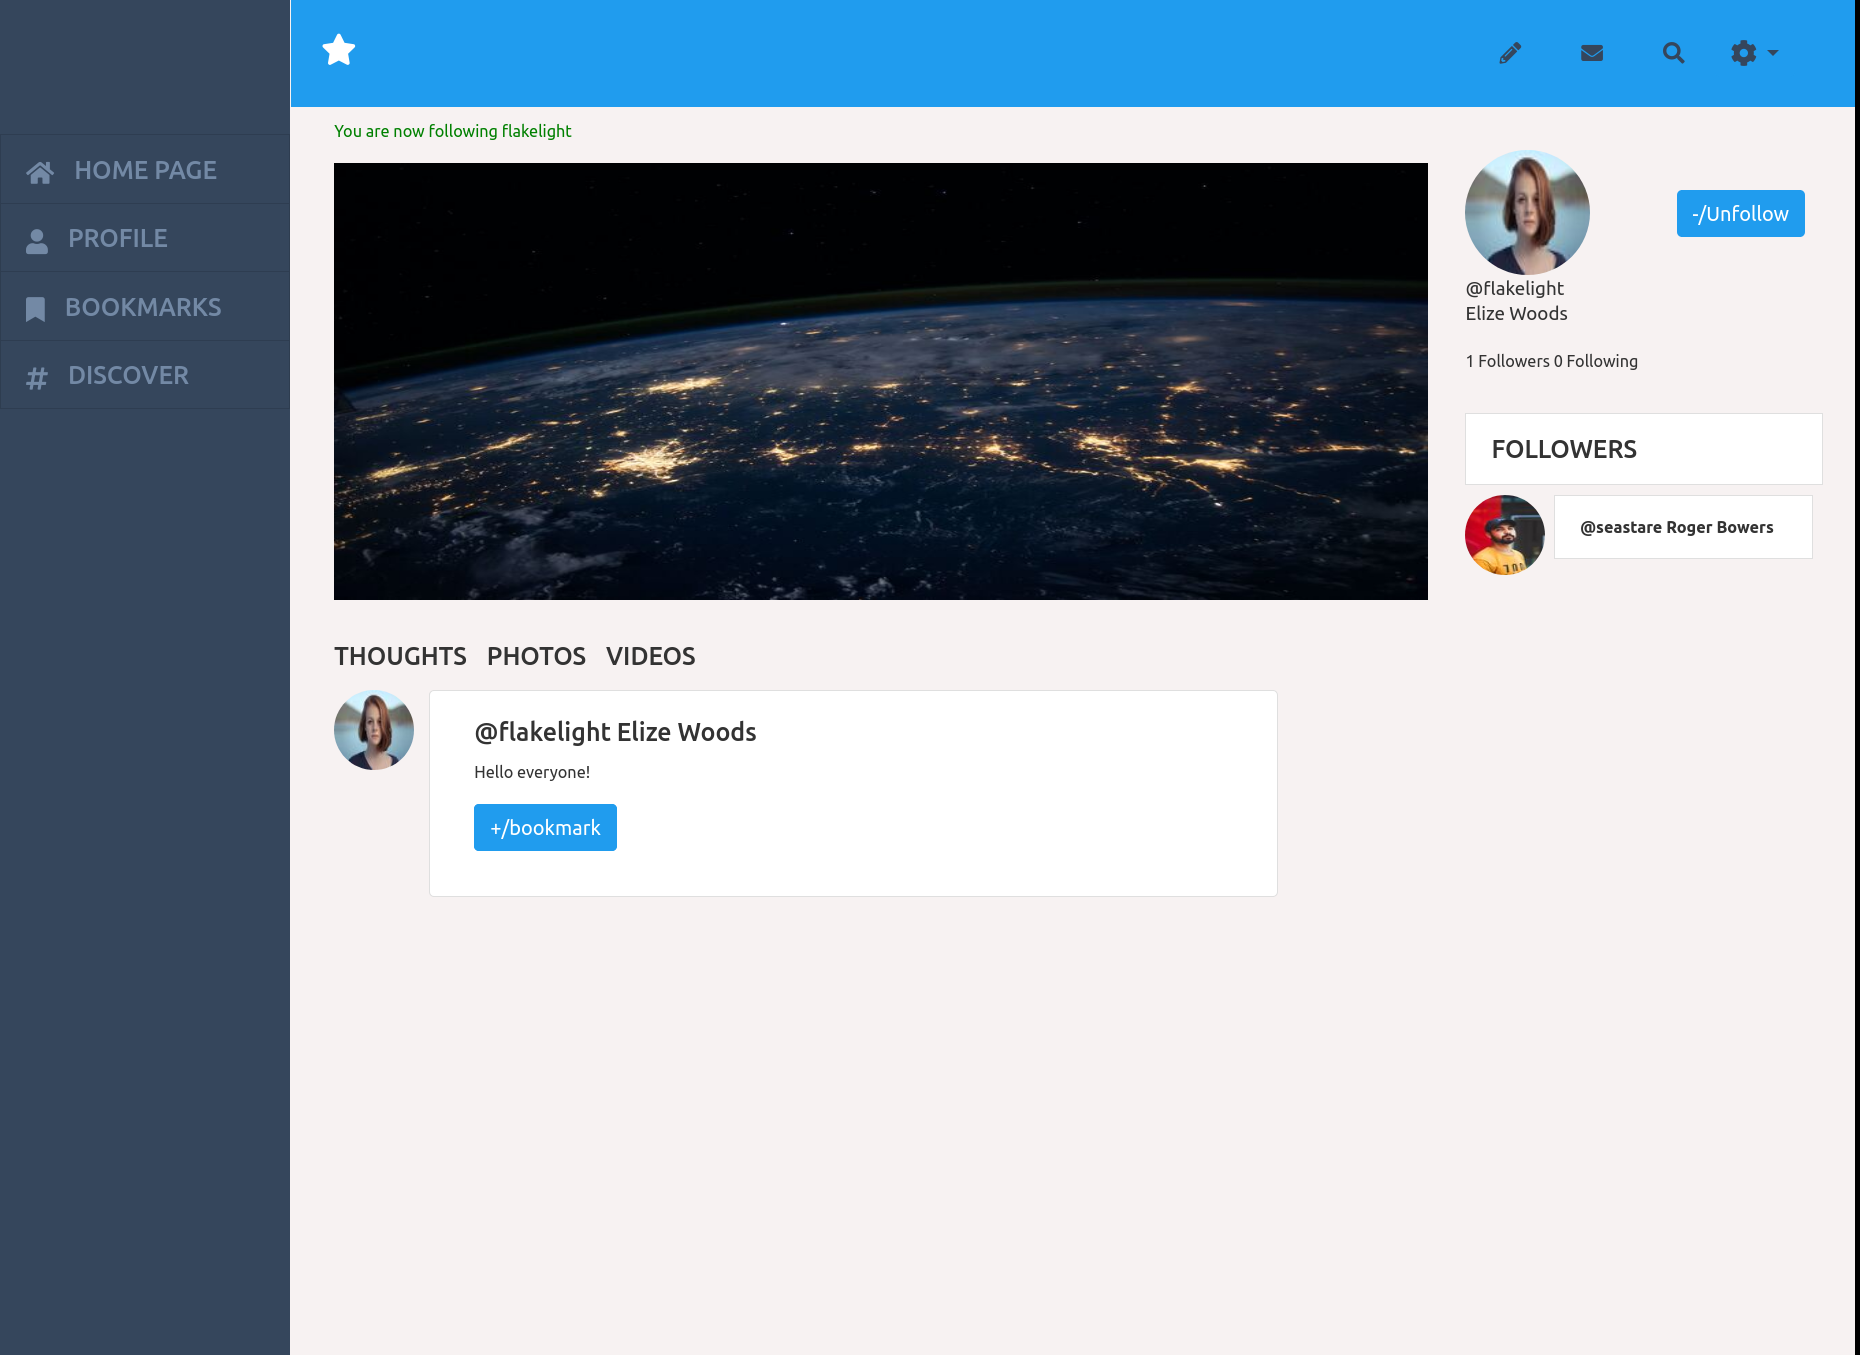 HOME PAGE
PROFILE
BOOKMARKS
DISCOVER
You are now following flakelight
-/Unfollow
@flakelight
Elize Woods
1 Followers 0 Following
FOLLOWERS
@seastare Roger Bowers
THOUGHTS PHOTOS VIDEOS
@flakelight Elize Woods
Hello everyone!
+/bookmark